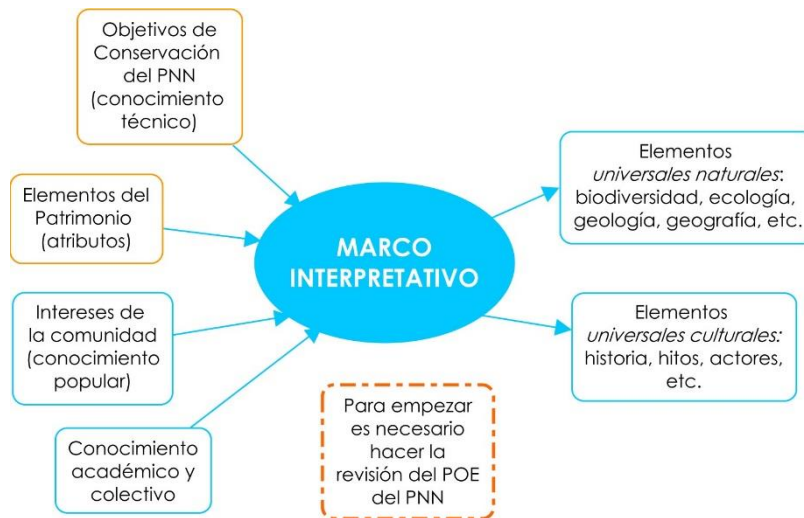 Objetivos de
Conservación
del PNN
(conocimiento
técnico)
Elementos del
Patrimonio
(atributos)
Intereses de
la comunidad
(conocimiento
popular)
Conocimiento
académico y
colectivo
MARCO
INTERPRETATIVO
Para empezar
es necesario
hacer la
revisión del POE
del PNN
Elementos
universales naturales:
biodiversidad, ecología,
geología, geografía, etc.
Elementos
universales culturales:
historia, hitos, actores,
etc.